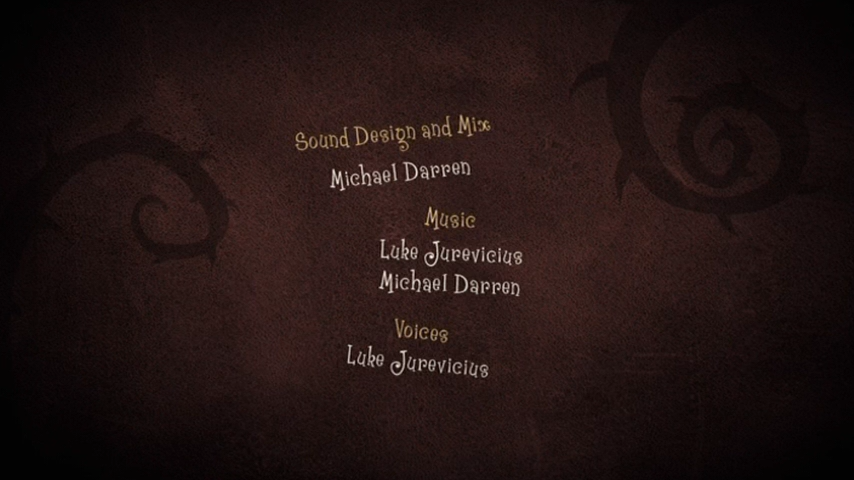 Sound Design and Mix
Michael Darren
Music
Luke Jurevicius
Michael Darren
Voices
Luke Jurevicius